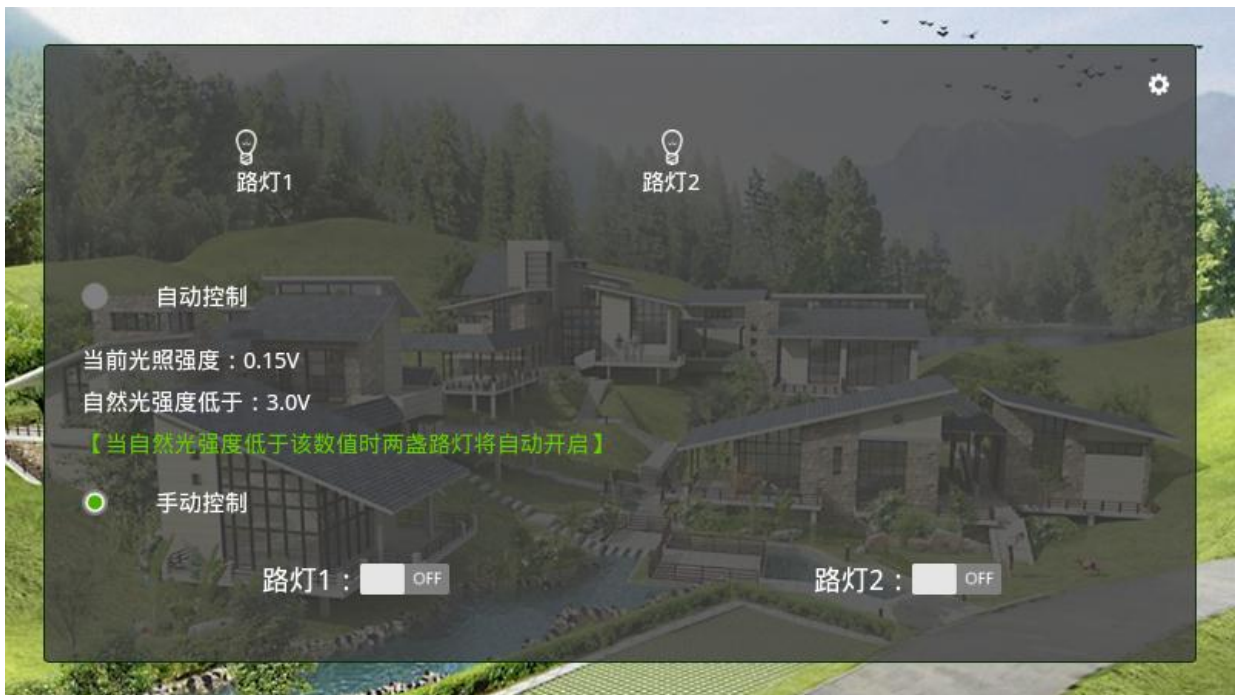 路灯1
路灯2
自动控制
当前光照强度：0.15V
自然光强度低于：3.0V
【当自然光强度低于该数值时两盏路灯将自动开启】
手动控制
路灯1： OFF
路灯2： OFF